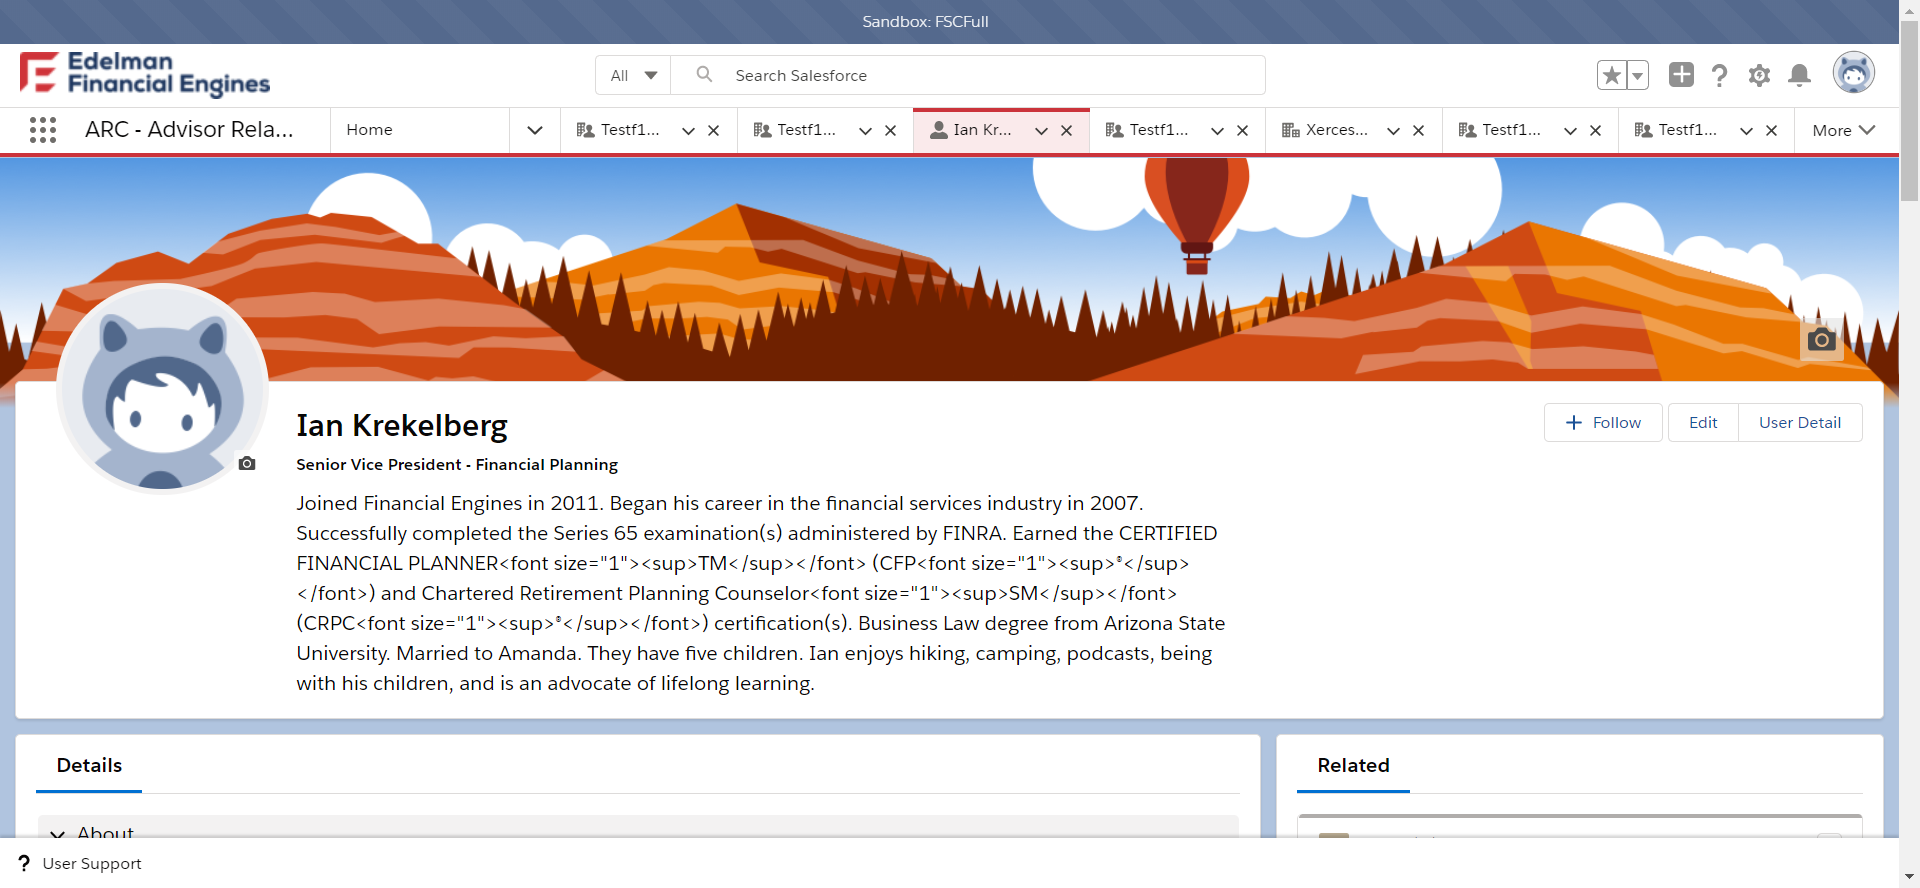 Sandbox: FSCFull
Edelman
Financial Engines
All
Search Salesforce
ARC - Advisor Rela...
Home
Testf1...
Testf1...
Ian Kr...
Testf1...
Xerces...
Testf1...
Testf1...
More
Ian Krekelberg
Follow
Edit
User Detail
Senior Vice President - Financial Planning
Joined Financial Engines in 2011. Began his career in the financial services industry in 2007.
Successfully completed the Series 65 examination(s) administered by FINRA. Earned the CERTIFIED
FINANCIAL PLANNER<font size="1"><sup>TM</sup></font> (CFP<font size="1"><sup>®</sup>
</font>) and Chartered Retirement Planning Counselor<font size="1"><sup>SM</sup></font>
(CRPC<font size="1"><sup>®</sup></font>) certification(s). Business Law degree from Arizona State
University. Married to Amanda. They have five children. Ian enjoys hiking, camping, podcasts, being
with his children, and is an advocate of lifelong learning.
Details
Related
About
? User Support